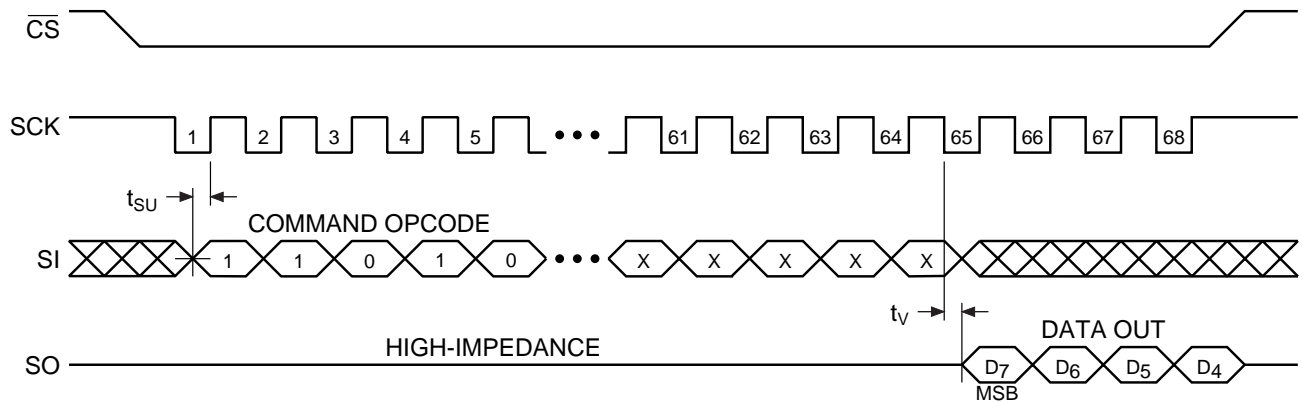 CS
SCK 1 2 3 4 5 ••• 61 62 63 64 65 66 67 68
tSU
COMMAND OPCODE
SI 1 1 0 1 0 ••• X X X X X
tV
DATA OUT
HIGH-IMPEDANCE
SO D7 D6 D5 D4
MSB